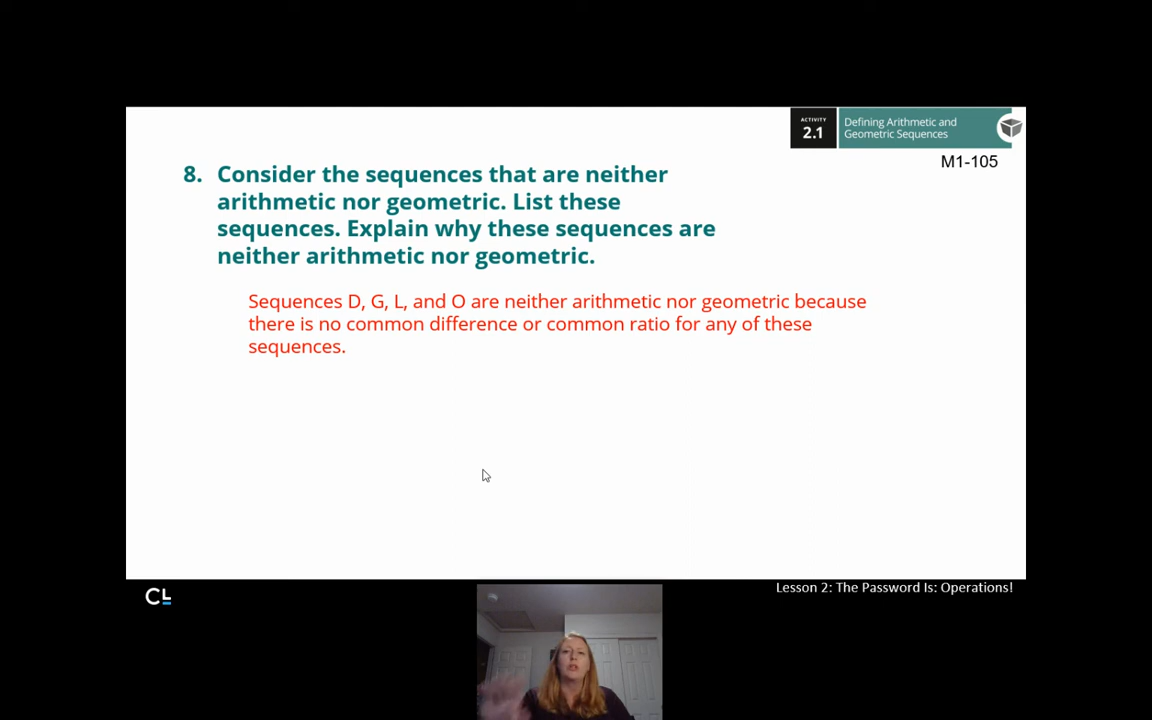 ACTIVITY
2.1
Defining Arithmetic and
Geometric Sequences
M1-105
8. Consider the sequences that are neither
arithmetic nor geometric. List these
sequences. Explain why these sequences are
neither arithmetic nor geometric.
Sequences D, G, L, and O are neither arithmetic nor geometric because
there is no common difference or common ratio for any of these
sequences.
CL
Lesson 2: The Password Is: Operations!